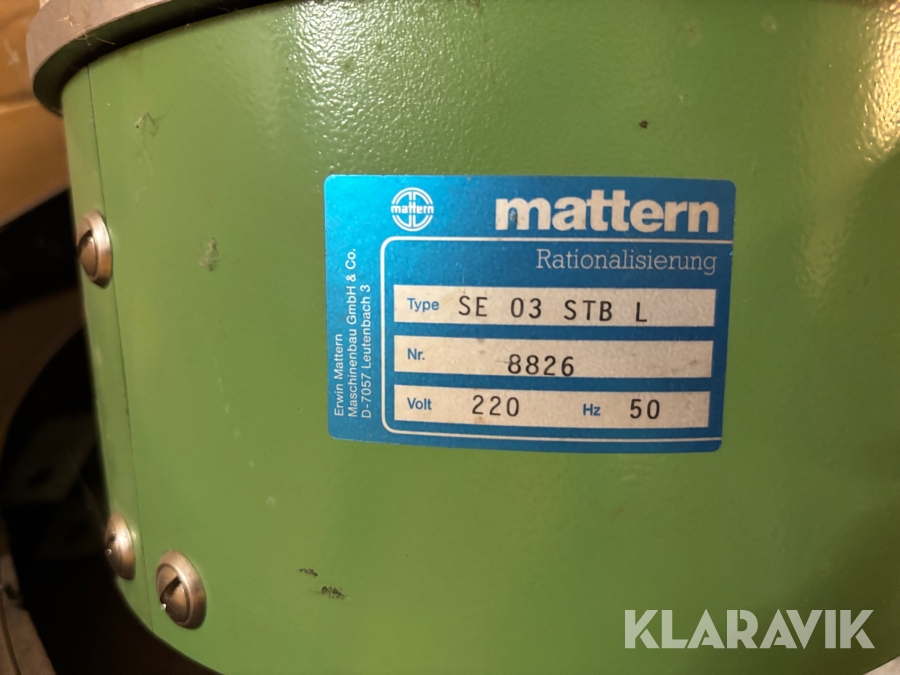 mattern
mattern
Rationalisierung
Type SE 03 STB L
Nr. 8826
Volt 220 Hz 50
Erwin Mattern
Maschinenbau GmbH & Co.
D-7057 Leutenbach 3
KLARAVIK